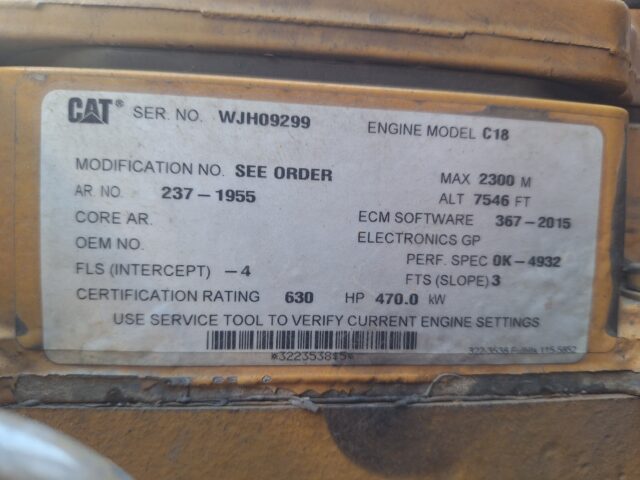 CAT® SER. NO. WJH09299 ENGINE MODEL C18
MODIFICATION NO. SEE ORDER MAX 2300 M
AR. NO. 237-1955 ALT 7546 FT
CORE AR. ECM SOFTWARE 367-2015
OEM NO. ELECTRONICS GP
PERF. SPEC 0K-4932
FLS (INTERCEPT) -4 FTS (SLOPE) 3
CERTIFICATION RATING 630 HP 470.0 kW
USE SERVICE TOOL TO VERIFY CURRENT ENGINE SETTINGS
322-3538